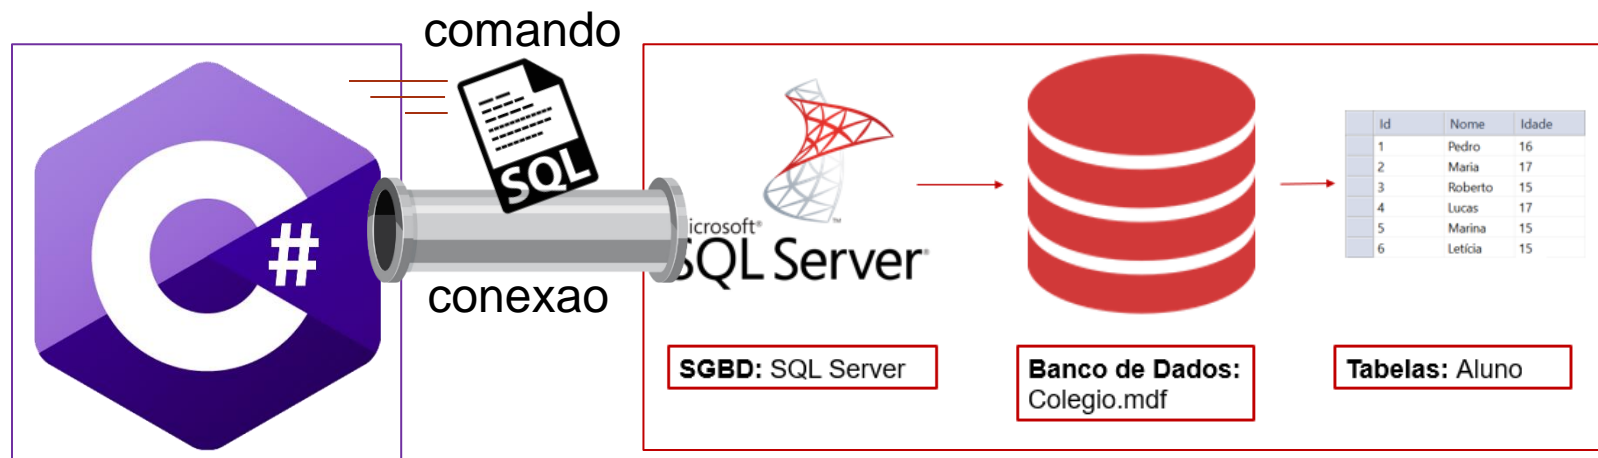 comando
SQL
#
conexao
icrosoft®
SQL Server
SGBD: SQL Server
Banco de Dados:
Colegio.mdf
Id Nome Idade
1 Pedro 16
2 Maria 17
3 Roberto 15
4 Lucas 17
5 Marina 15
6 Letícia 15
Tabelas: Aluno